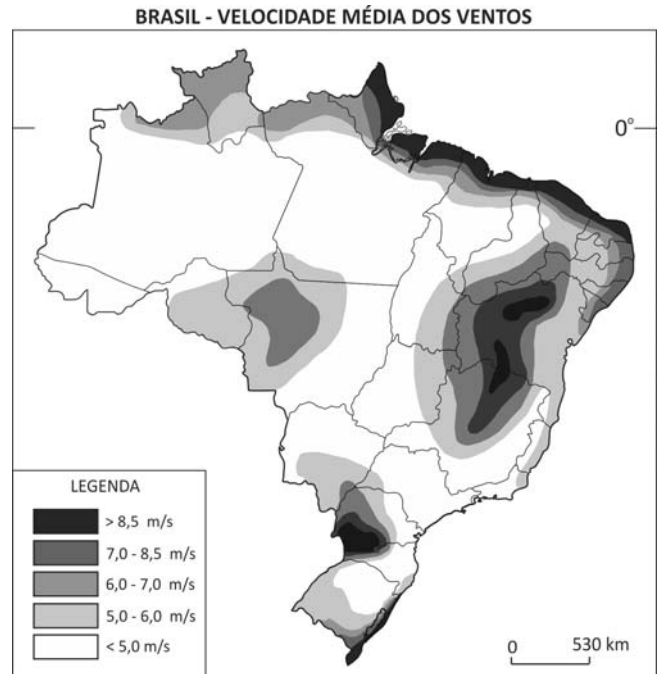 BRASIL - VELOCIDADE MÉDIA DOS VENTOS
0°
LEGENDA
> 8,5 m/s
7,0 - 8,5 m/s
6,0 - 7,0 m/s
5,0 - 6,0 m/s
< 5,0 m/s
0 530 km